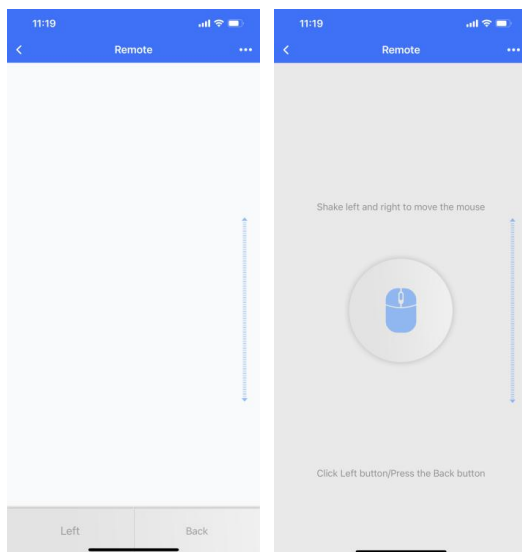 11:19
Remote
Left
Back
11:19
Remote
Shake left and right to move the mouse
Click Left button/Press the Back button